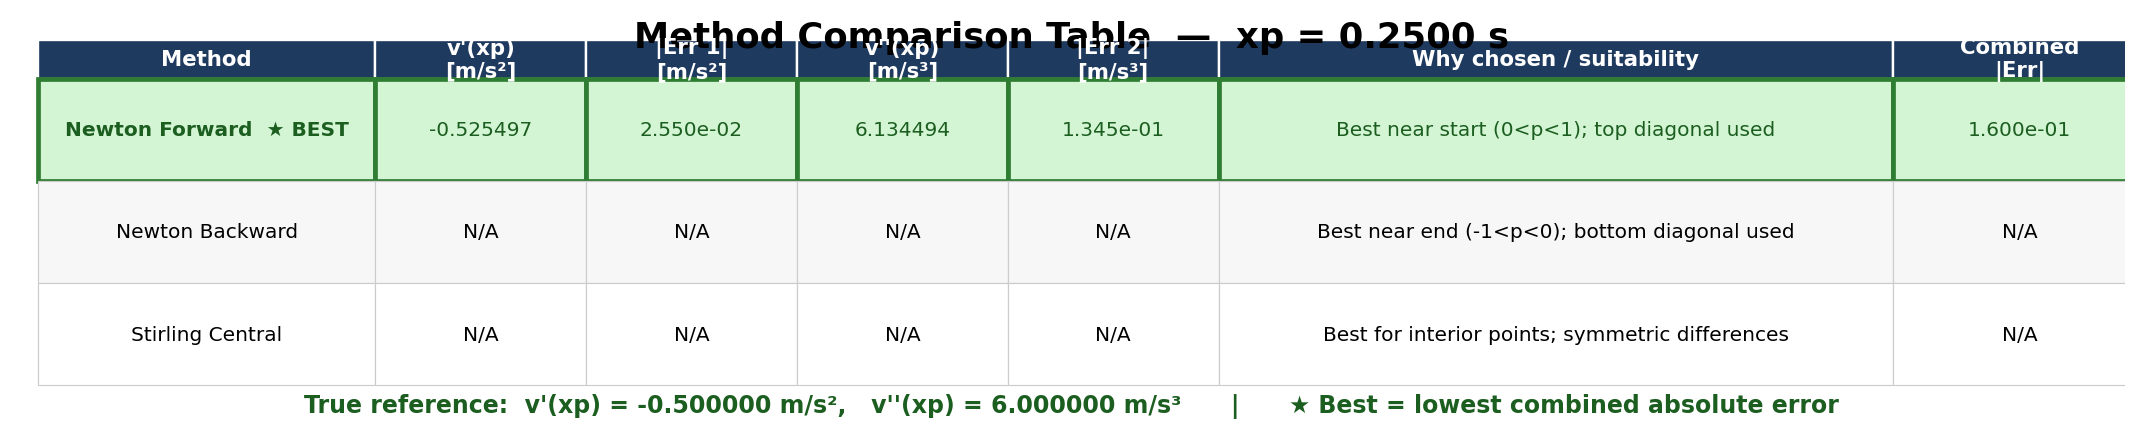 Method Comparison Table — xp = 0.2500 s
Method
v'(xp)
[m/s²]
|Err 1|
[m/s²]
v''(xp)
[m/s³]
|Err 2|
[m/s³]
Why chosen / suitability
Combined
|Err|
Newton Forward ★ BEST
-0.525497
2.550e-02
6.134494
1.345e-01
Best near start (0<p<1); top diagonal used
1.600e-01
Newton Backward
N/A
N/A
N/A
N/A
Best near end (-1<p<0); bottom diagonal used
N/A
Stirling Central
N/A
N/A
N/A
N/A
Best for interior points; symmetric differences
N/A
True reference: v'(xp) = -0.500000 m/s², v''(xp) = 6.000000 m/s³ | ★ Best = lowest combined absolute error